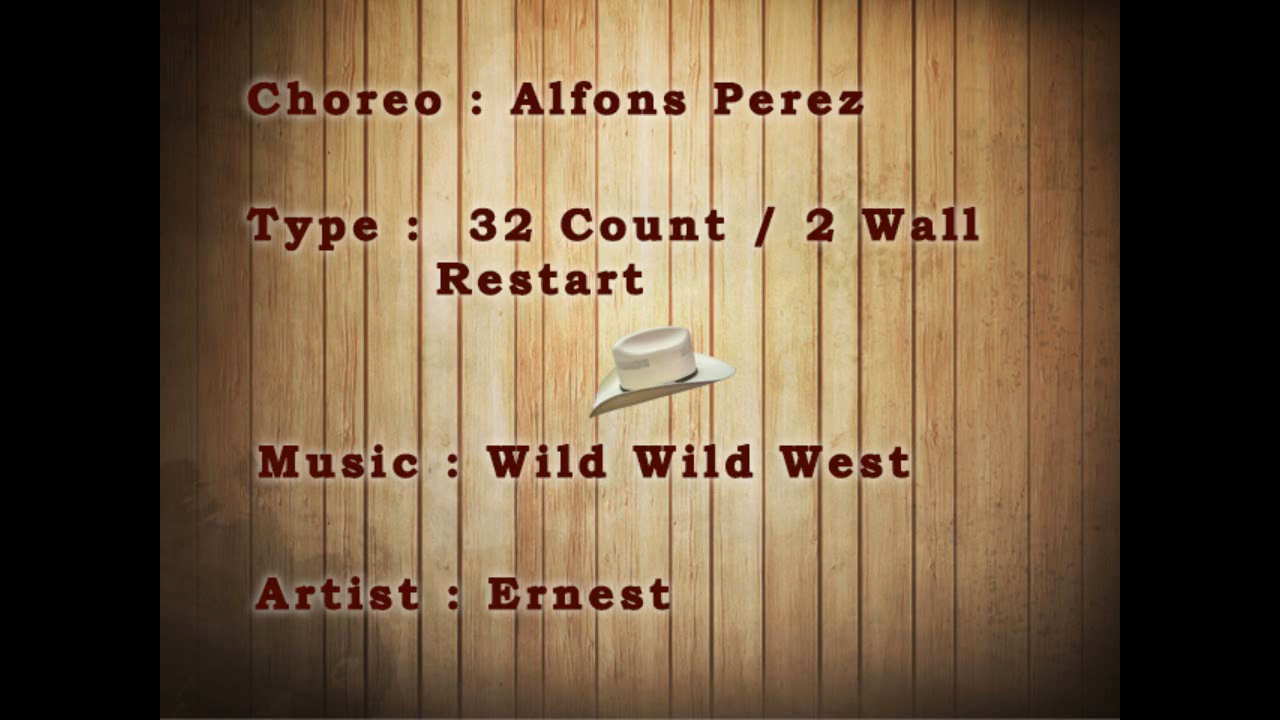 Choreo : Alfons Perez
Type : 32 Count / 2 Wall
Restart
Music : Wild Wild West
Artist : Ernest